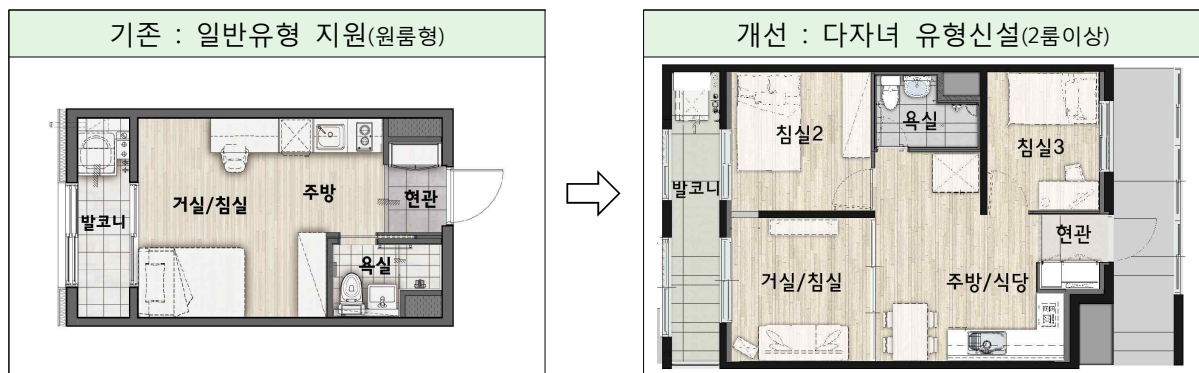 기존 : 일반유형 지원(원룸형)
발코니
거실/침실
주방
현관
욕실
개선 : 다자녀 유형신설(2룸이상)
발코니
침실2
욕실
침실3
현관
거실/침실
주방/식당